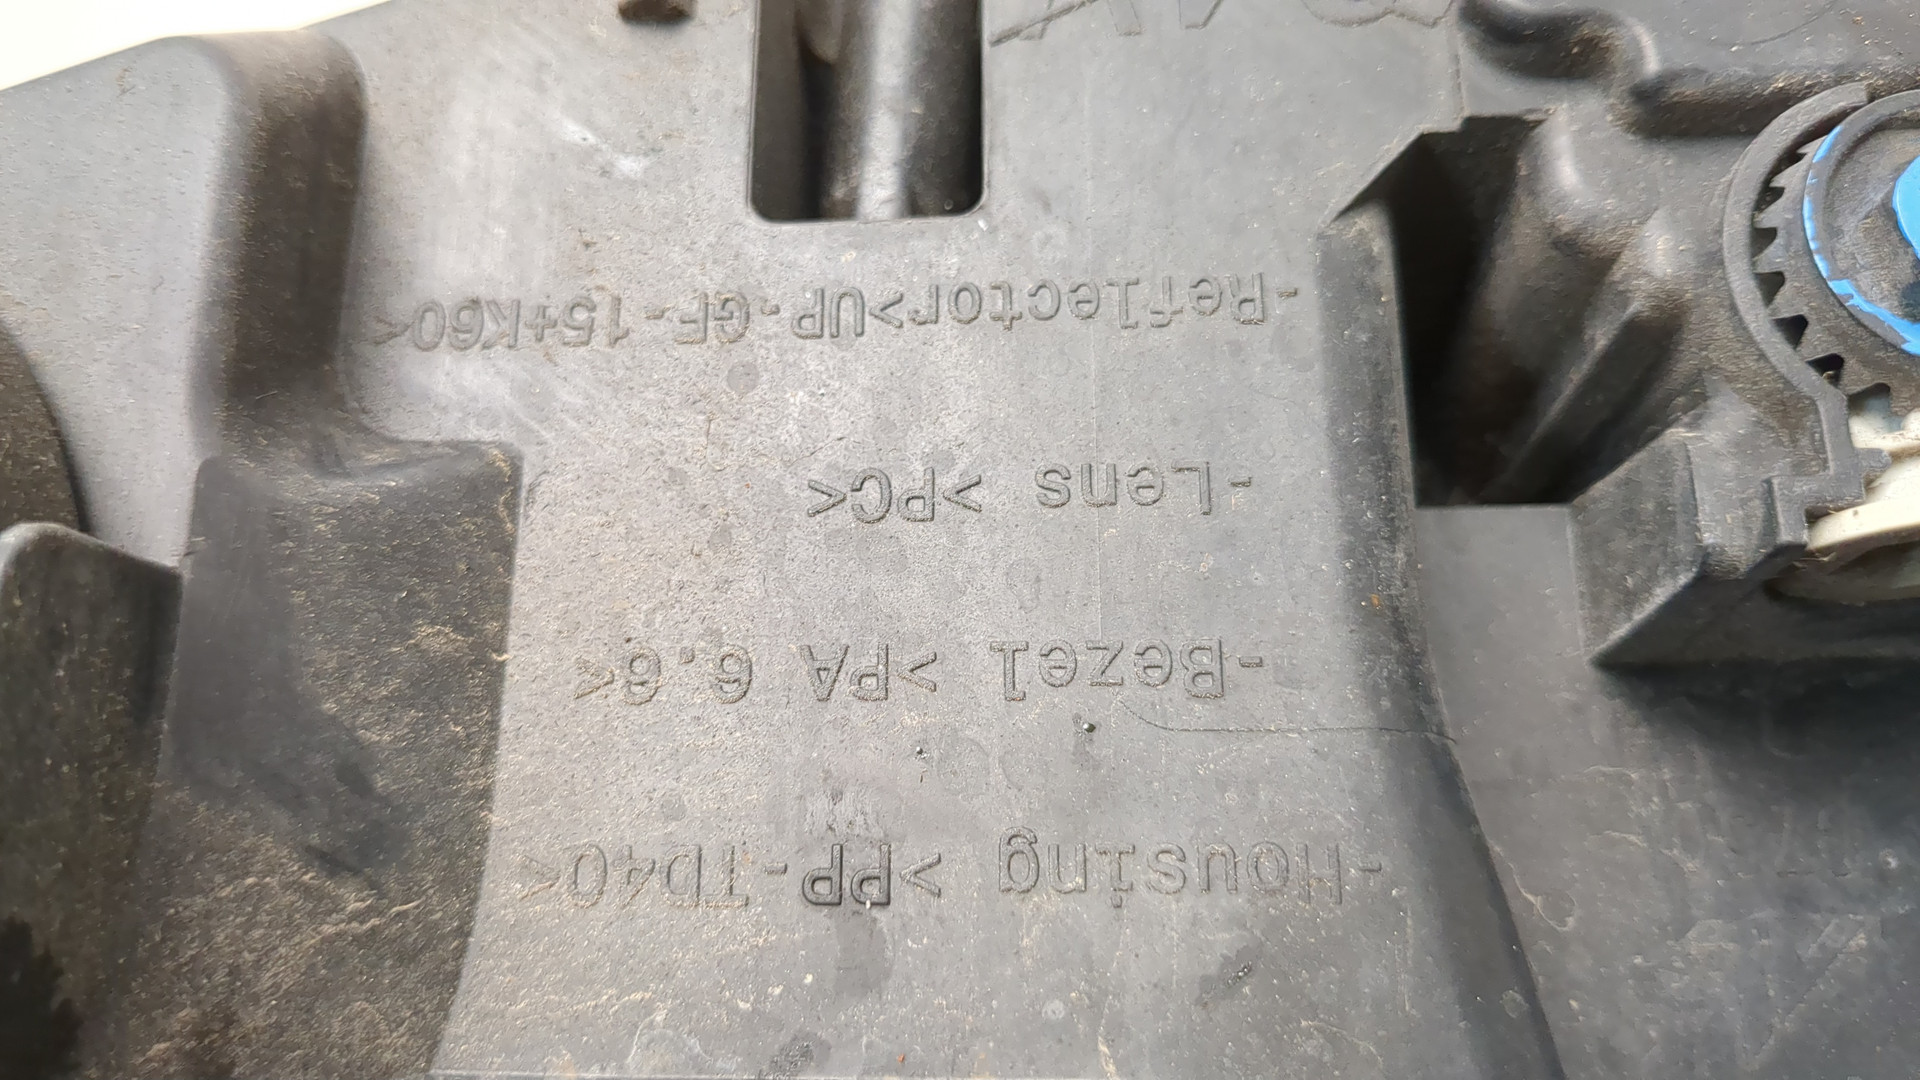 -Housing >PP-TD40<
-Bezel >PA 6.6<
-Lens >PC<
-Reflector>UP.GF-15+K60<